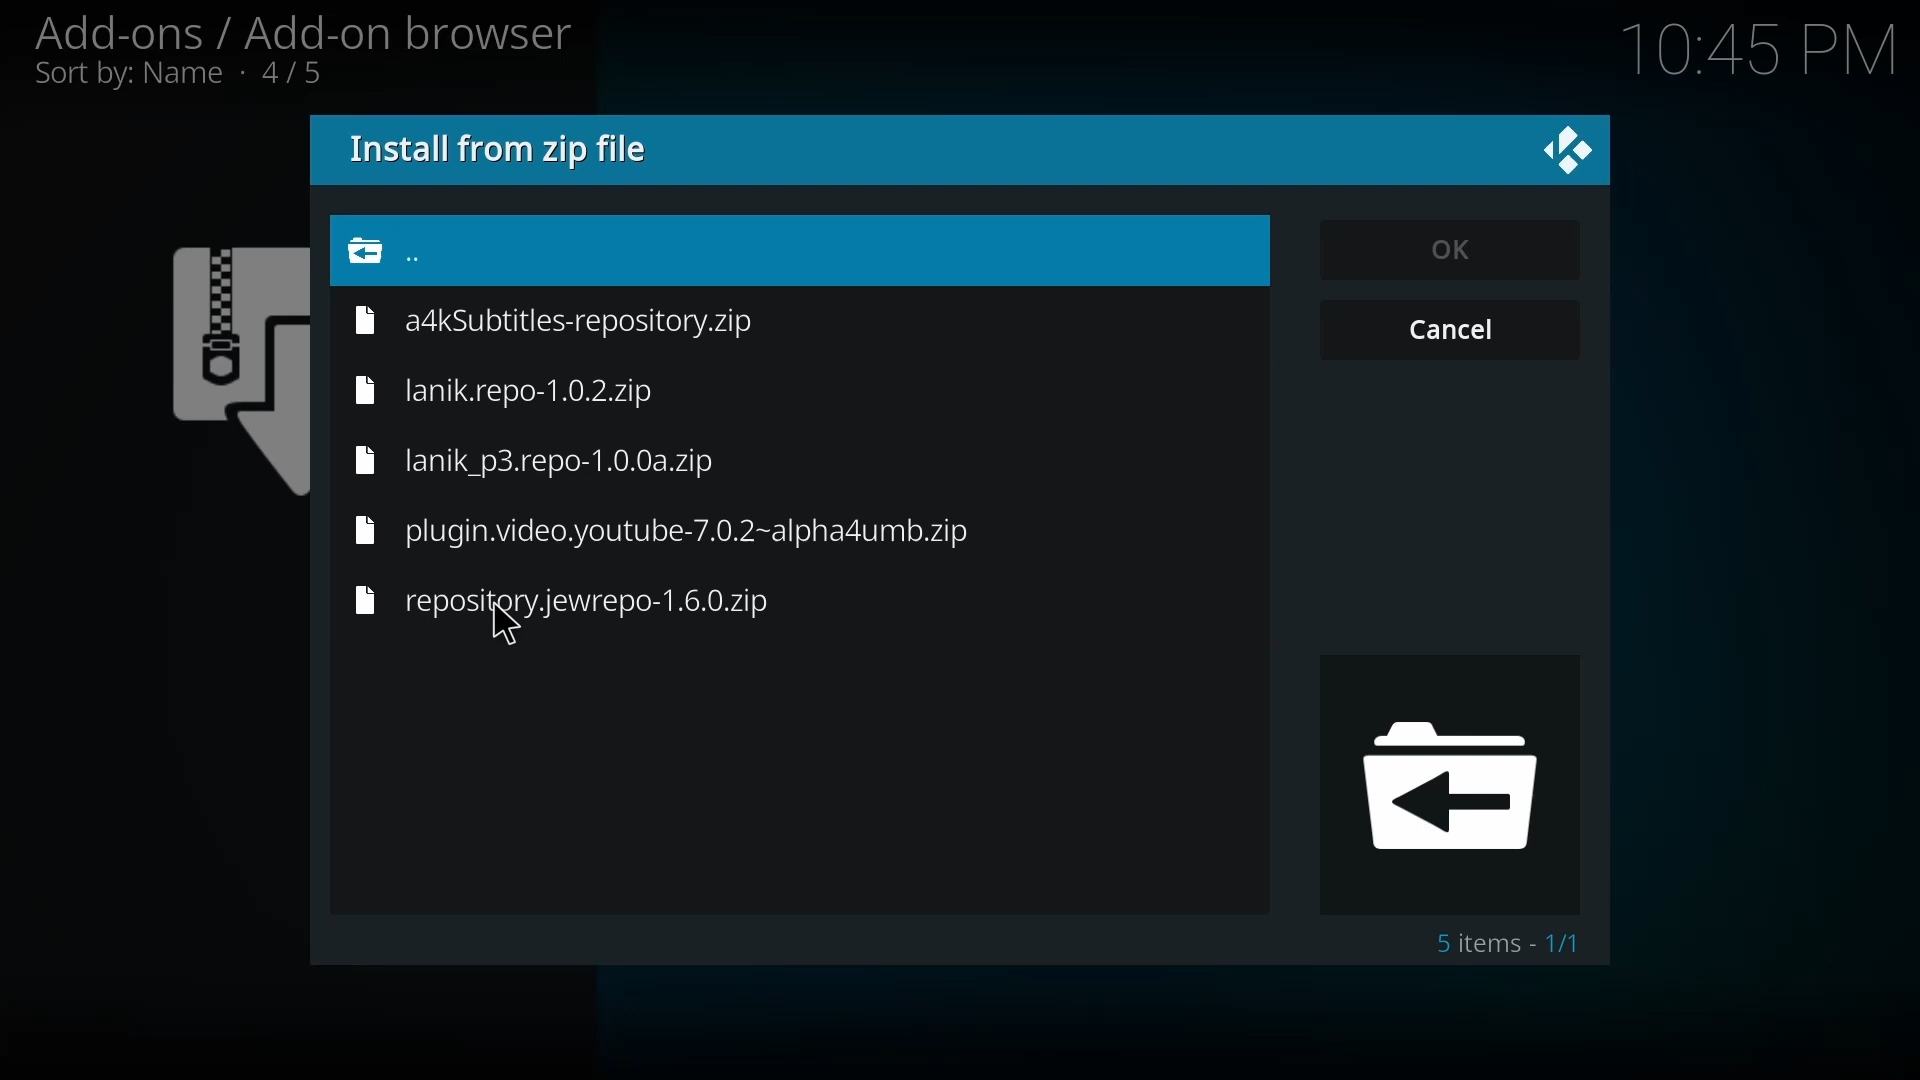 Add-ons / Add-on browser
Sort by: Name · 4 / 5
10:45 PM
Install from zip file
..
a4kSubtitles-repository.zip
lanik.repo-1.0.2.zip
lanik_p3.repo-1.0.0a.zip
plugin.video.youtube-7.0.2~alpha4umb.zip
repository.jewrepo-1.6.0.zip
OK
Cancel
5 items - 1/1